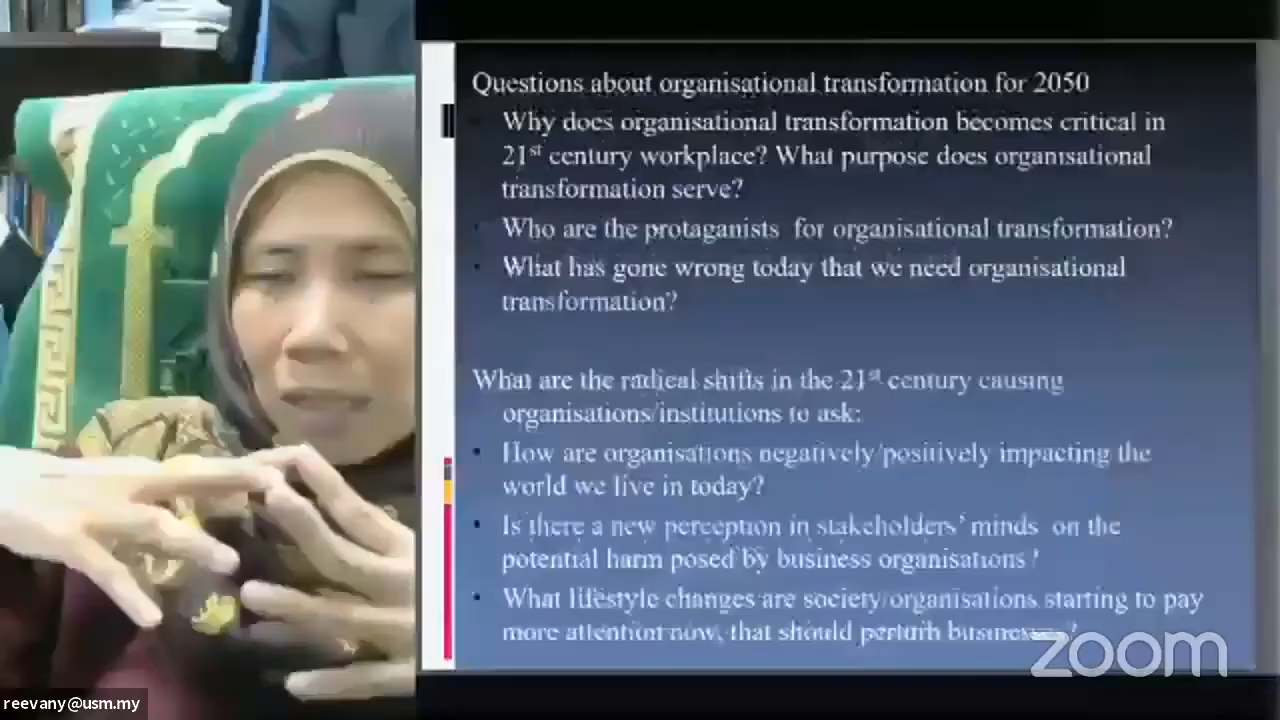 Questions about organisational transformation for 2050
Why does organisational transformation becomes critical in
21st century workplace? What purpose does organisational
transformation serve?
Who are the protaganists for organisational transformation?
What has gone wrong today that we need organisational
transformation?
What are the radical shifts in the 21st century causing
organisations/institutions to ask:
• How are organisations negatively/positively impacting the
world we live in today?
• Is there a new perception in stakeholders' minds on the
potential harm posed by business organisations?
• What lifestyle changes are society/organisations starting to pay
more attention now, that should perturb businesses?
zoom
reevany@usm.my